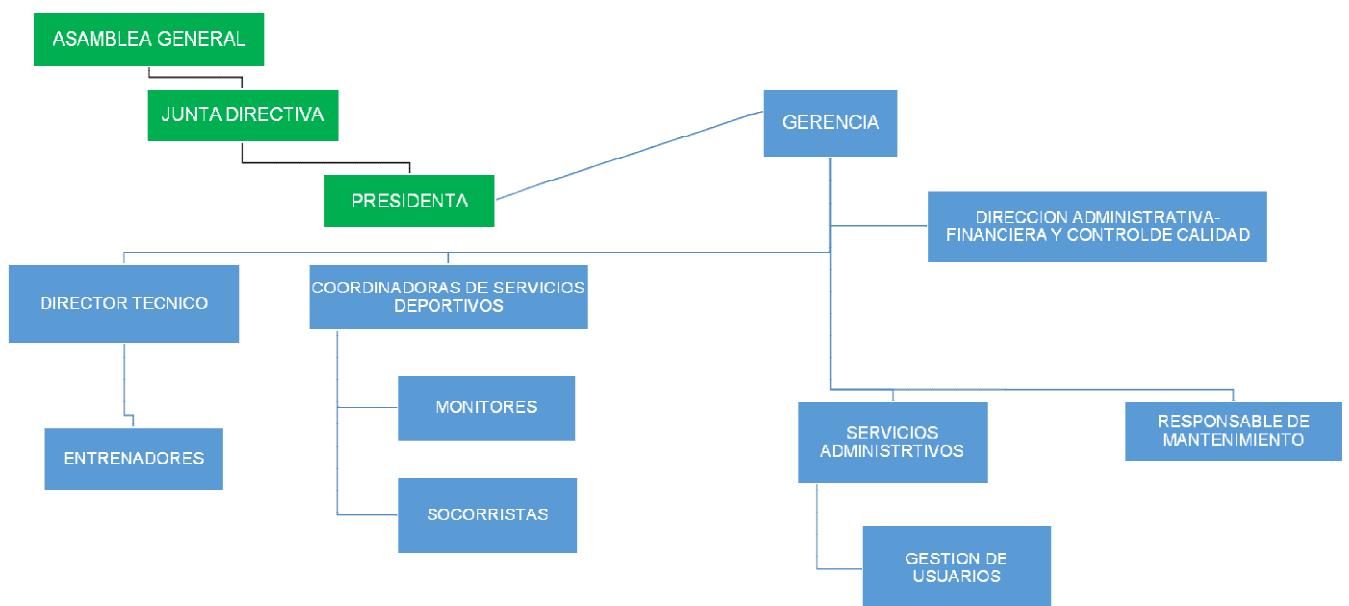 ASAMBLEA GENERAL
JUNTA DIRECTIVA
GERENCIA
PRESIDENTA
DIRECCION ADMINISTRATIVA-
FINANCIERA Y CONTROLDE CALIDAD
DIRECTOR TECNICO
COORDINADORAS DE SERVICIOS
DEPORTIVOS
MONITORES
SERVICIOS
ADMINISTRTIVOS
RESPONSABLE DE
MANTENIMIENTO
ENTRENADORES
SOCORRISTAS
GESTION DE
USUARIOS